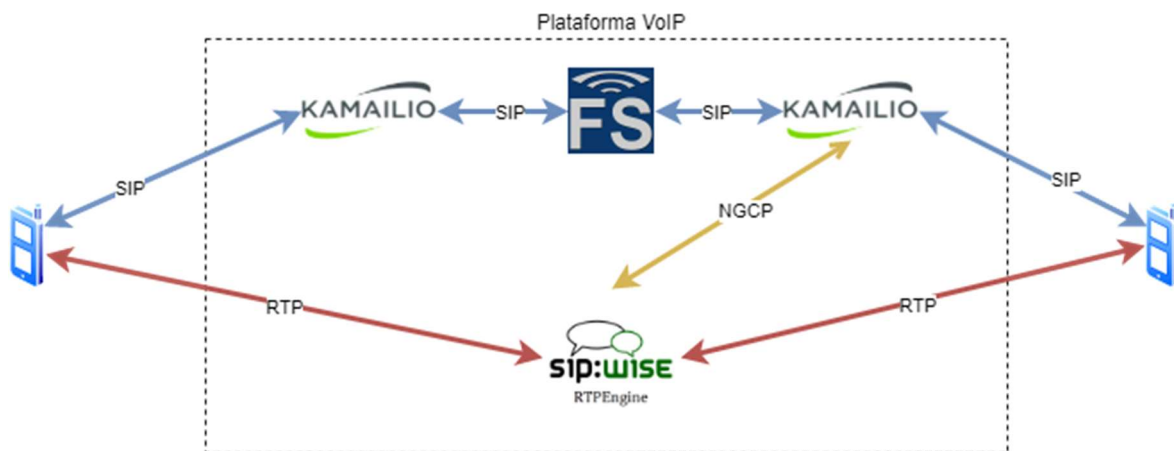 Plataforma VoIP
KAMAILIO
SIP
FS
SIP
KAMAILIO
SIP
SIP
NGCP
RTP
RTP
sip:wise
RTPEngine